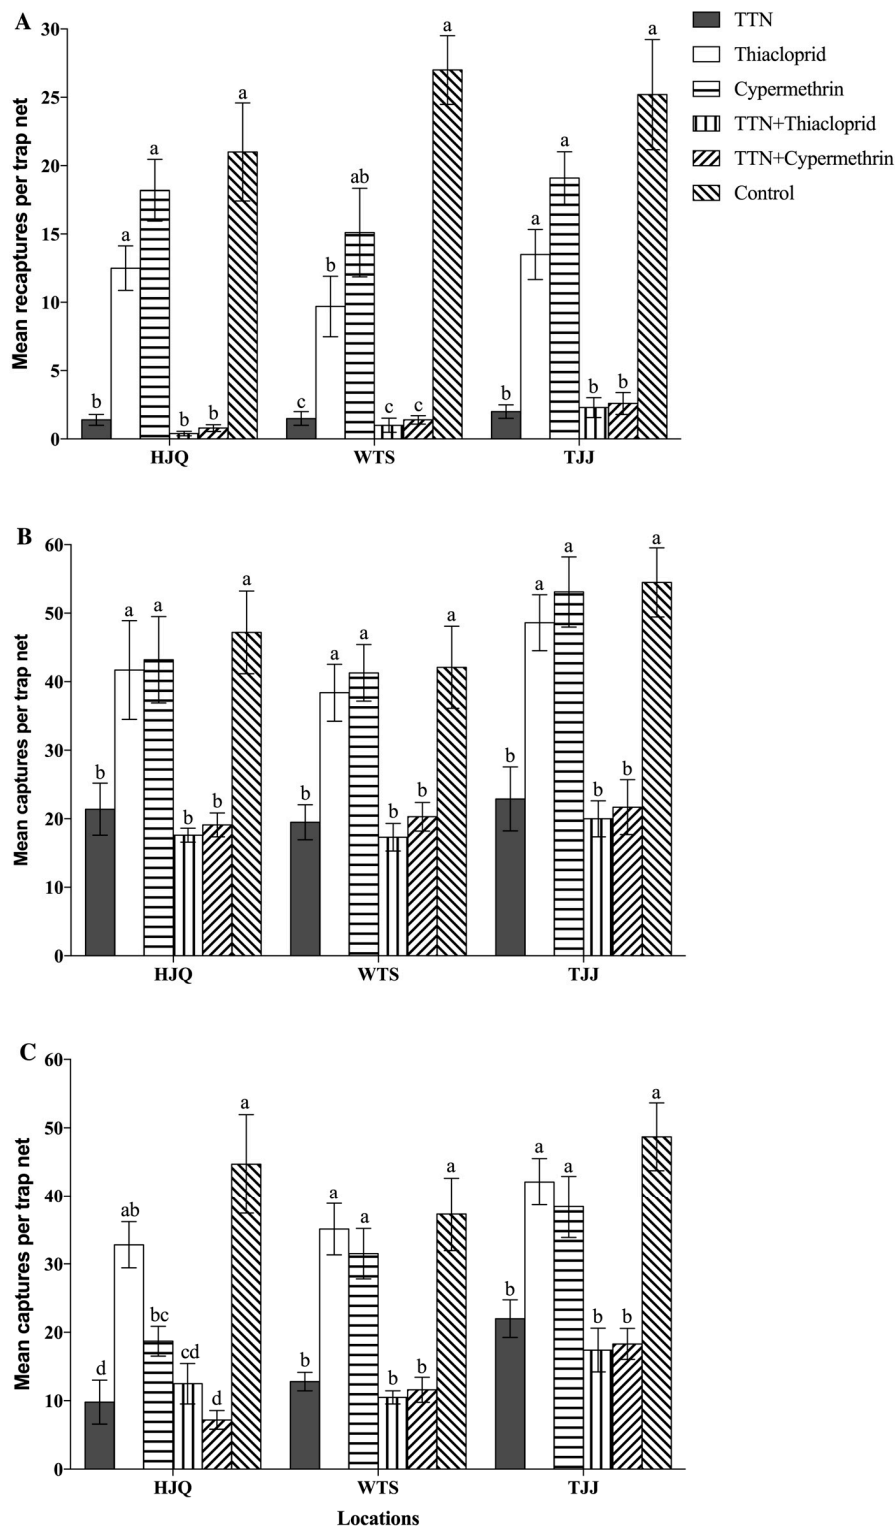 A
Mean recaptures per trap net
30
25
20
15
10
5
0
b a a b b a
c b ab c c a
b a a b b a
HJQ WTS TJJ
TTN
Thiacloprid
Cypermethrin
TTN+Thiacloprid
TTN+Cypermethrin
Control
B
Mean captures per trap net
60
50
40
30
20
10
0
b a a b b a
b a a b b a
b a a b b a
HJQ WTS TJJ
C
Mean captures per trap net
60
50
40
30
20
10
0
d ab bc cd d a
b a a b b a
b a a b b a
HJQ WTS TJJ
Locations